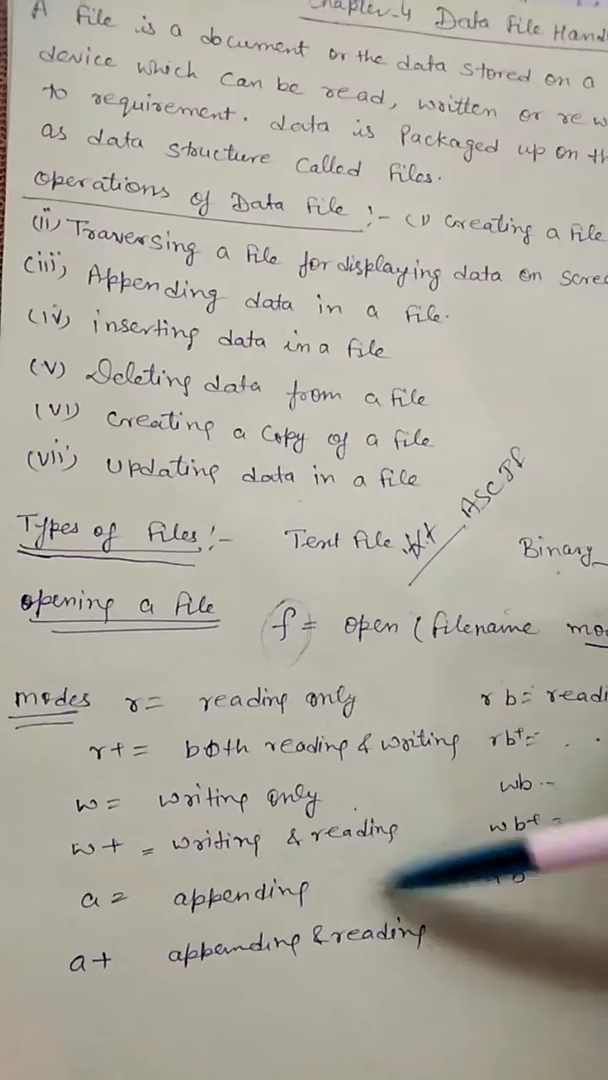 Chapter-4 Data File Hand
A file is a document or the data stored on a
device which can be read, written or re w
to requirement. data is packaged up on th
as data structure called files.
operations of Data file :- (i) Creating a file
(ii) Traversing a file for displaying data on scree
(iii) Appending data in a file.
(iv) inserting data in a file
(v) Deleting data from a file
(vi) Creating a copy of a file
(vii) updating data in a file
Types of files :- Text file ASCII Binary
opening a file f = open (filename mo
modes r = reading only rb = readi
r+ = both reading & writing rb+ =
w = writing only wb
w+ = writing & reading wb+ =
a = appending
a+ appending & reading